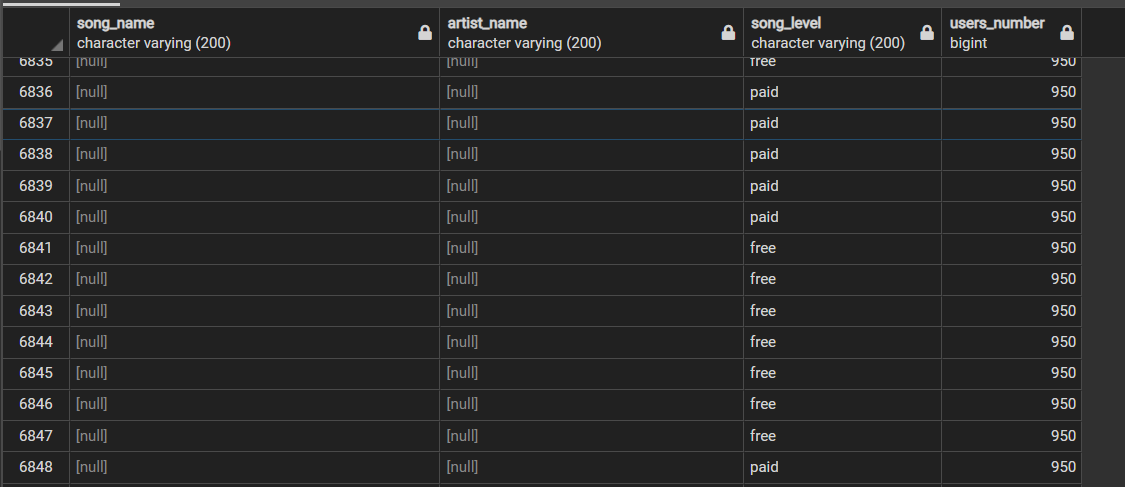 song_name artist_name song_level users_number
character varying (200) character varying (200) character varying (200) bigint
6835 [null] [null] free 950
6836 [null] [null] paid 950
6837 [null] [null] paid 950
6838 [null] [null] paid 950
6839 [null] [null] paid 950
6840 [null] [null] paid 950
6841 [null] [null] free 950
6842 [null] [null] free 950
6843 [null] [null] free 950
6844 [null] [null] free 950
6845 [null] [null] free 950
6846 [null] [null] free 950
6847 [null] [null] free 950
6848 [null] [null] paid 950